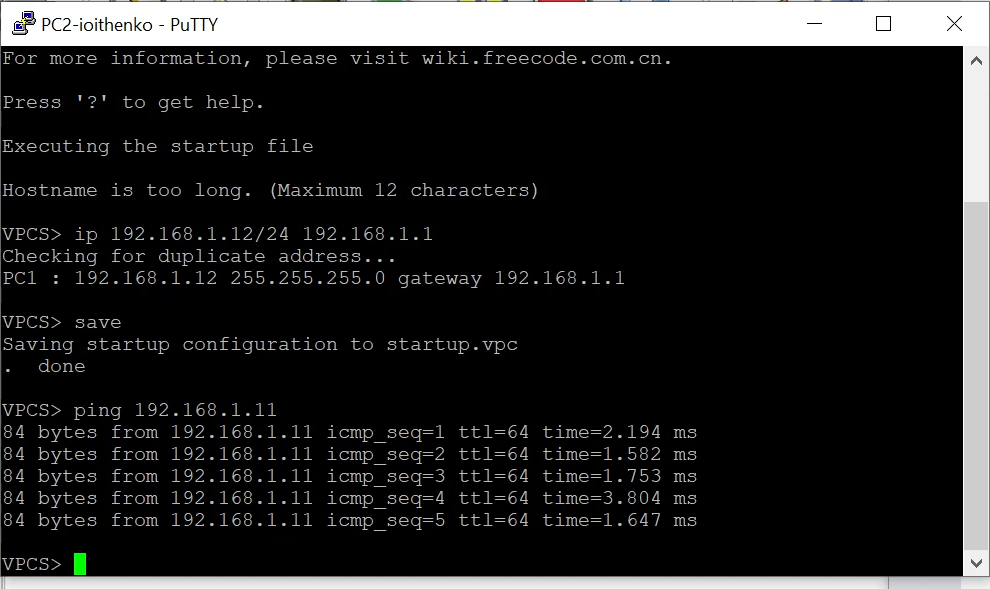 PC2-ioithenko - PuTTY
For more information, please visit wiki.freecode.com.cn.
Press '?' to get help.
Executing the startup file
Hostname is too long. (Maximum 12 characters)
VPCS> ip 192.168.1.12/24 192.168.1.1
Checking for duplicate address...
PC1 : 192.168.1.12 255.255.255.0 gateway 192.168.1.1
VPCS> save
Saving startup configuration to startup.vpc
.  done
VPCS> ping 192.168.1.11
84 bytes from 192.168.1.11 icmp_seq=1 ttl=64 time=2.194 ms
84 bytes from 192.168.1.11 icmp_seq=2 ttl=64 time=1.582 ms
84 bytes from 192.168.1.11 icmp_seq=3 ttl=64 time=1.753 ms
84 bytes from 192.168.1.11 icmp_seq=4 ttl=64 time=3.804 ms
84 bytes from 192.168.1.11 icmp_seq=5 ttl=64 time=1.647 ms
VPCS>